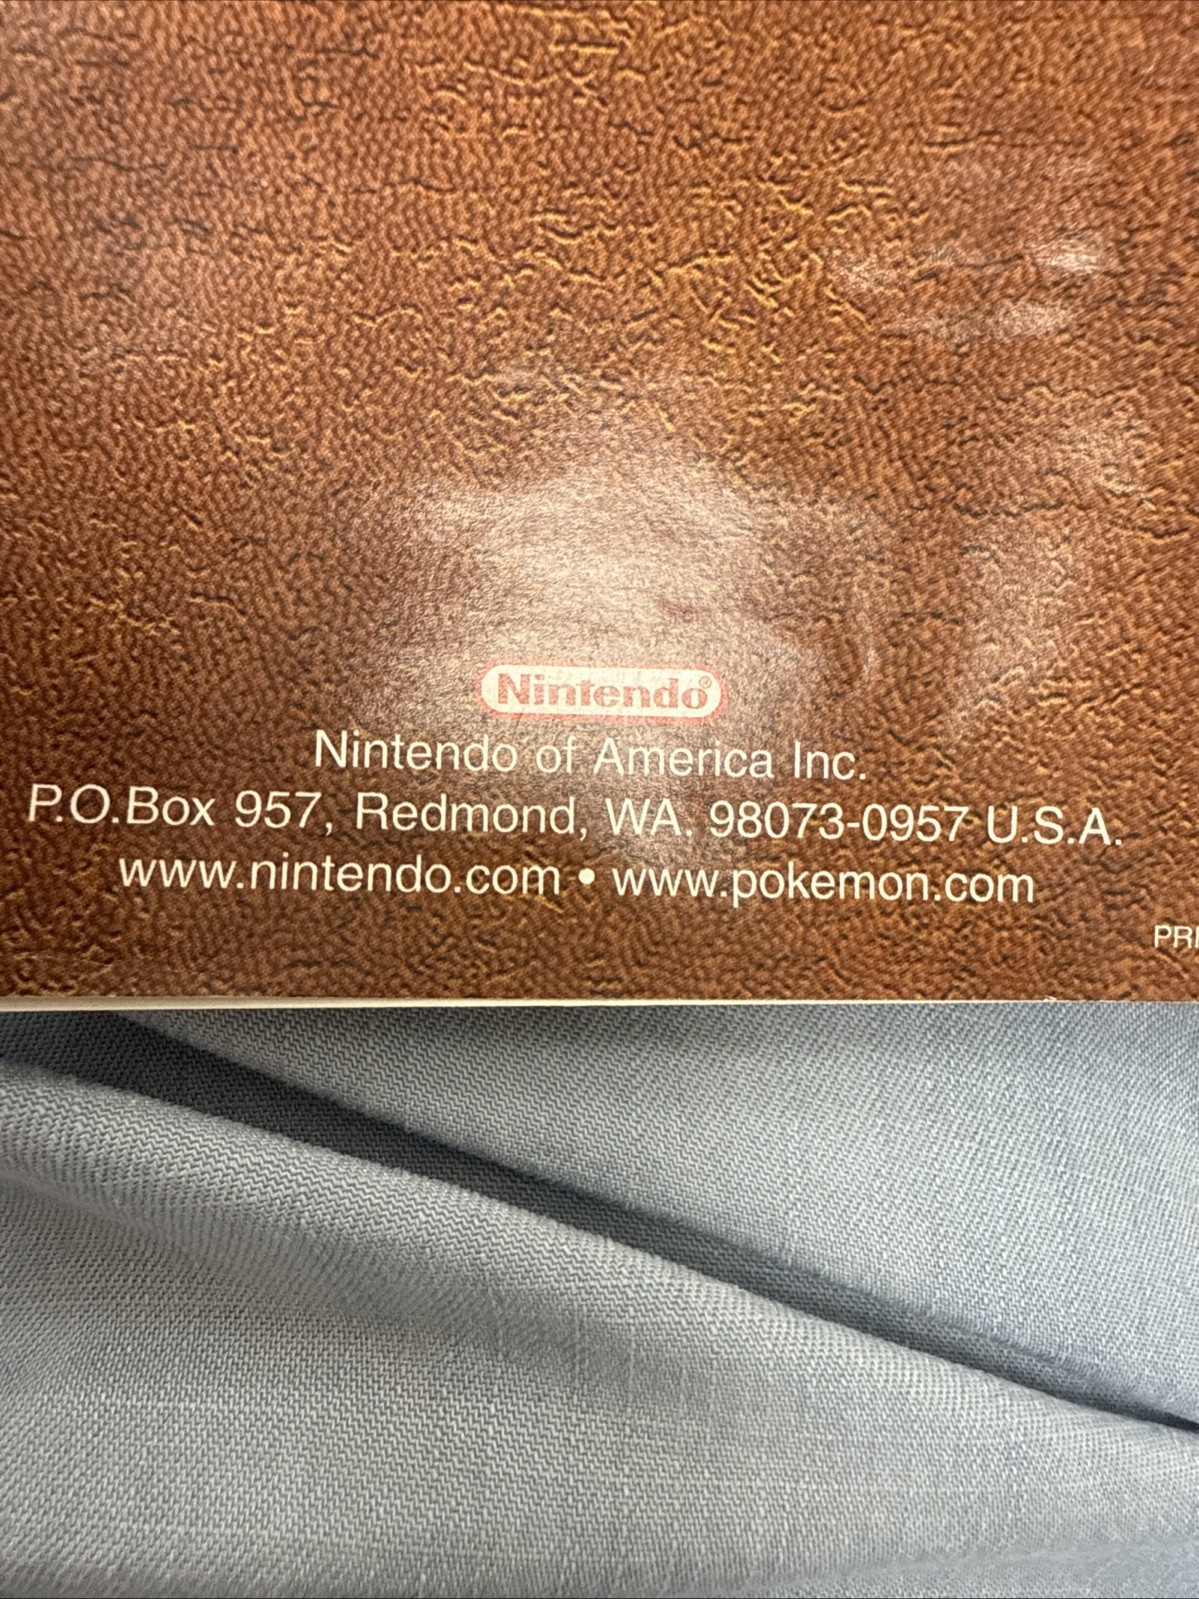 Nintendo®
Nintendo of America Inc.
P.O.Box 957, Redmond, WA. 98073-0957 U.S.A.
www.nintendo.com • www.pokemon.com